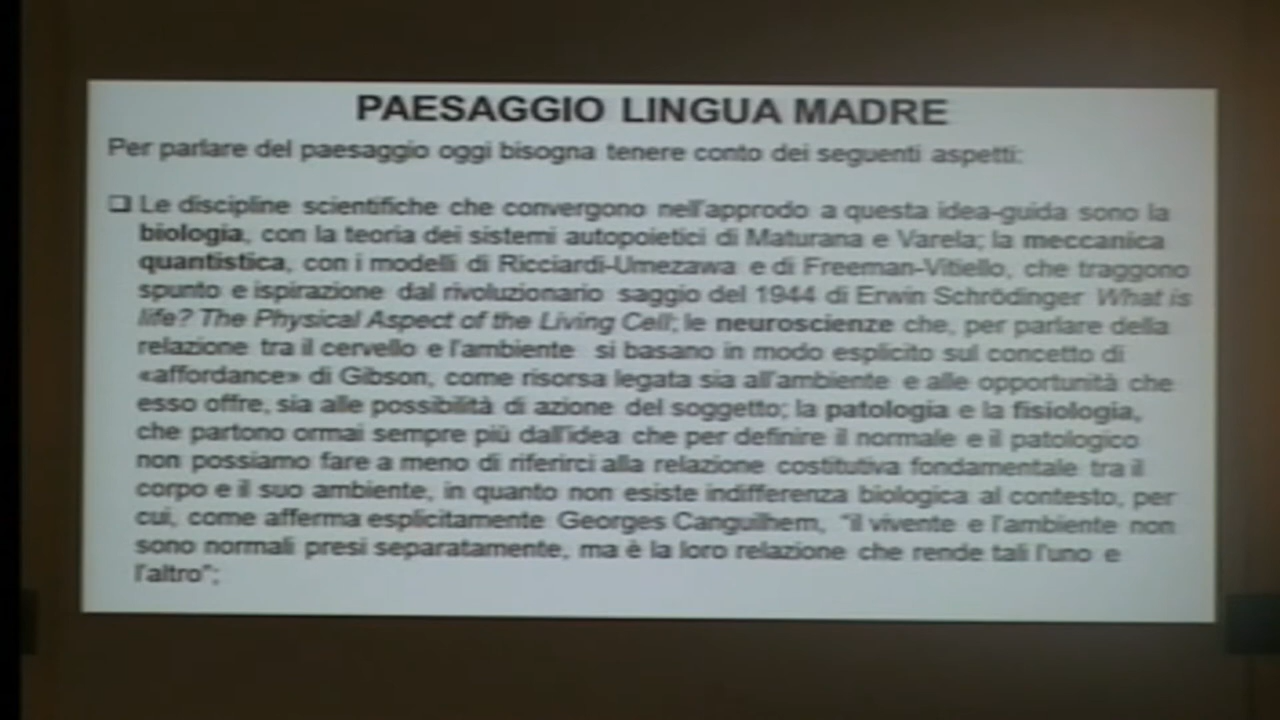 PAESAGGIO LINGUA MADRE
Per parlare del paesaggio oggi bisogna tenere conto dei seguenti aspetti:
❑ Le discipline scientifiche che convergono nell'approdo a questa idea-guida sono la
biologia, con la teoria dei sistemi autopoietici di Maturana e Varela; la meccanica
quantistica, con i modelli di Ricciardi-Umezawa e di Freeman-Vitiello, che traggono
spunto e ispirazione dal rivoluzionario saggio del 1944 di Erwin Schrödinger What is
life? The Physical Aspect of the Living Cell; le neuroscienze che, per parlare della
relazione tra il cervello e l'ambiente si basano in modo esplicito sul concetto di
«affordance» di Gibson, come risorsa legata sia all'ambiente e alle opportunità che
esso offre, sia alle possibilità di azione del soggetto; la patologia e la fisiologia,
che partono ormai sempre più dall'idea che per definire il normale e il patologico
non possiamo fare a meno di riferirci alla relazione costitutiva fondamentale tra il
corpo e il suo ambiente, in quanto non esiste indifferenza biologica al contesto, per
cui, come afferma esplicitamente Georges Canguilhem, "il vivente e l'ambiente non
sono normali presi separatamente, ma è la loro relazione che rende tali l'uno e
l'altro";